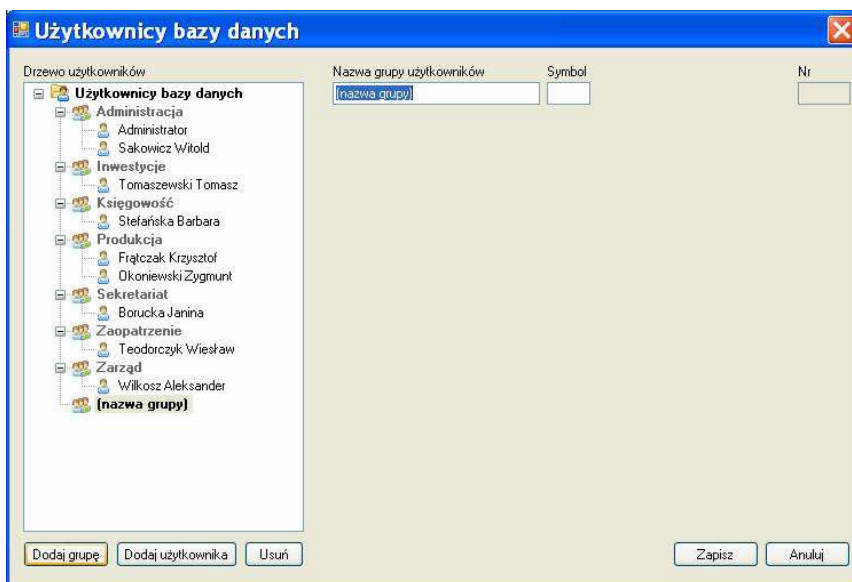 Użytkownicy bazy danych
Drzewo użytkowników
Nazwa grupy użytkowników
Symbol
Nr
Użytkownicy bazy danych
(nazwa grupy)
Administracja
Administrator
Sakowicz Witold
Inwestycje
Tomaszewski Tomasz
Księgowość
Stefańska Barbara
Produkcja
Frątczak Krzysztof
Okoniewski Zygmunt
Sekretariat
Borucka Janina
Zaopatrzenie
Teodorczyk Wiesław
Zarząd
Wilkosz Aleksander
(nazwa grupy)
Dodaj grupę
Dodaj użytkownika
Usuń
Zapisz
Anuluj